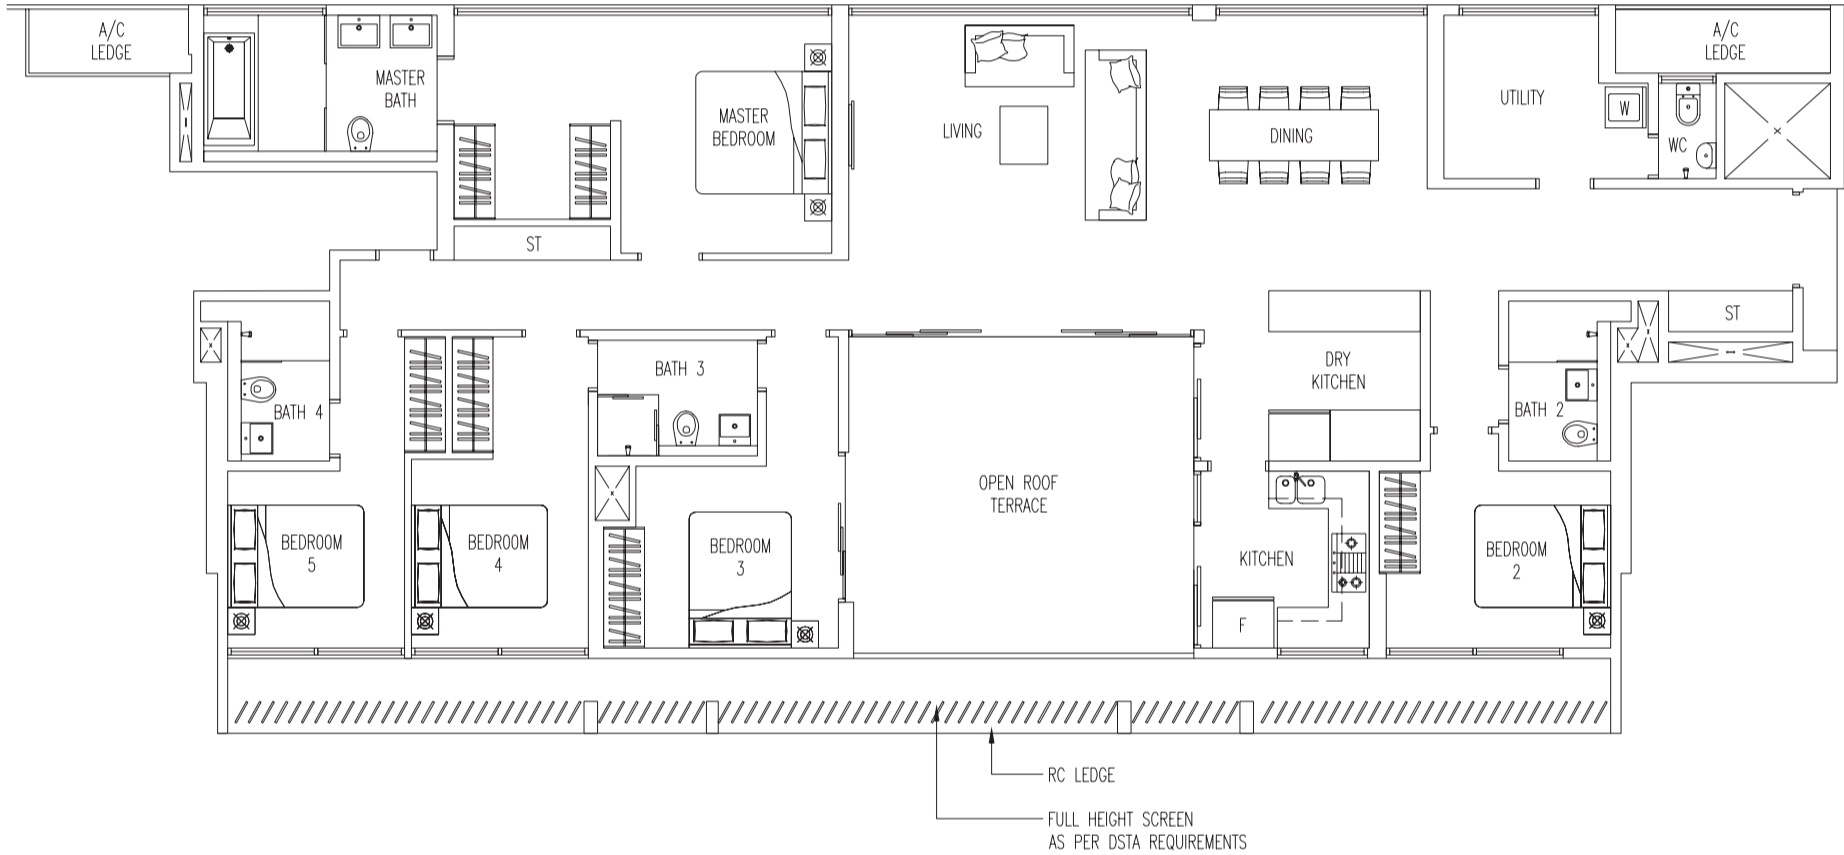 A/C
LEDGE
MASTER
BATH
MASTER
BEDROOM
LIVING
DINING
UTILITY
W
WC
A/C
LEDGE
ST
ST
DRY
KITCHEN
BATH 3
BATH 4
BATH 2
OPEN ROOF
TERRACE
BEDROOM
5
BEDROOM
4
BEDROOM
3
KITCHEN
F
BEDROOM
2
RC LEDGE
FULL HEIGHT SCREEN
AS PER DSTA REQUIREMENTS